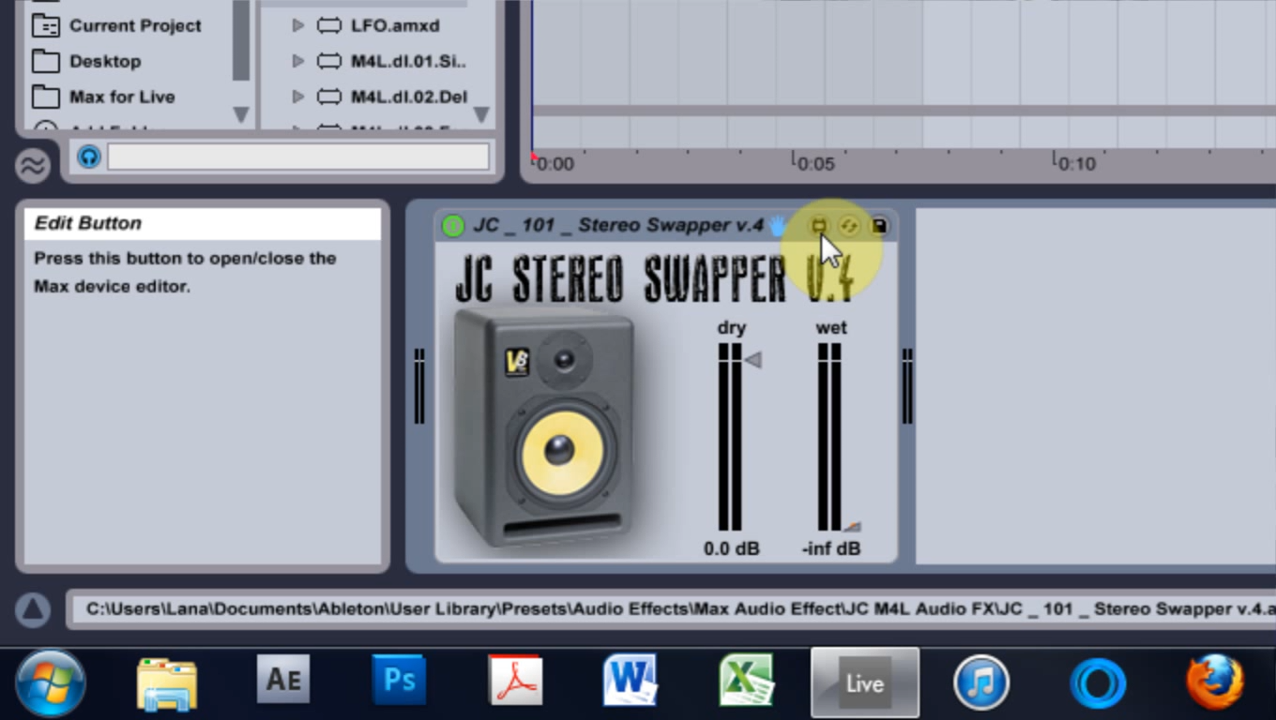 Current Project
LFO.amxd
Desktop
M4L.dl.01.Si..
Max for Live
M4L.dl.02.Del
0:00
0:05
0:10
Edit Button
Press this button to open/close the
Max device editor.
JC _ 101 _ Stereo Swapper v.4
JC STEREO SWAPPER V.4
dry
wet
0.0 dB
-inf dB
C:\Users\Lana\Documents\Ableton\User Library\Presets\Audio Effects\Max Audio Effect\JC M4L Audio FX\JC _ 101 _ Stereo Swapper v.4.a
AE
Ps
W
X
Live